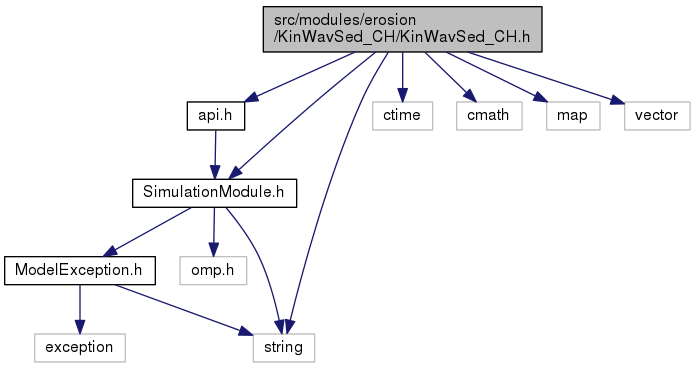 src/modules/erosion
/KinWavSed_CH/KinWavSed_CH.h
api.h
ctime
cmath
map
vector
SimulationModule.h
ModelException.h
omp.h
exception
string